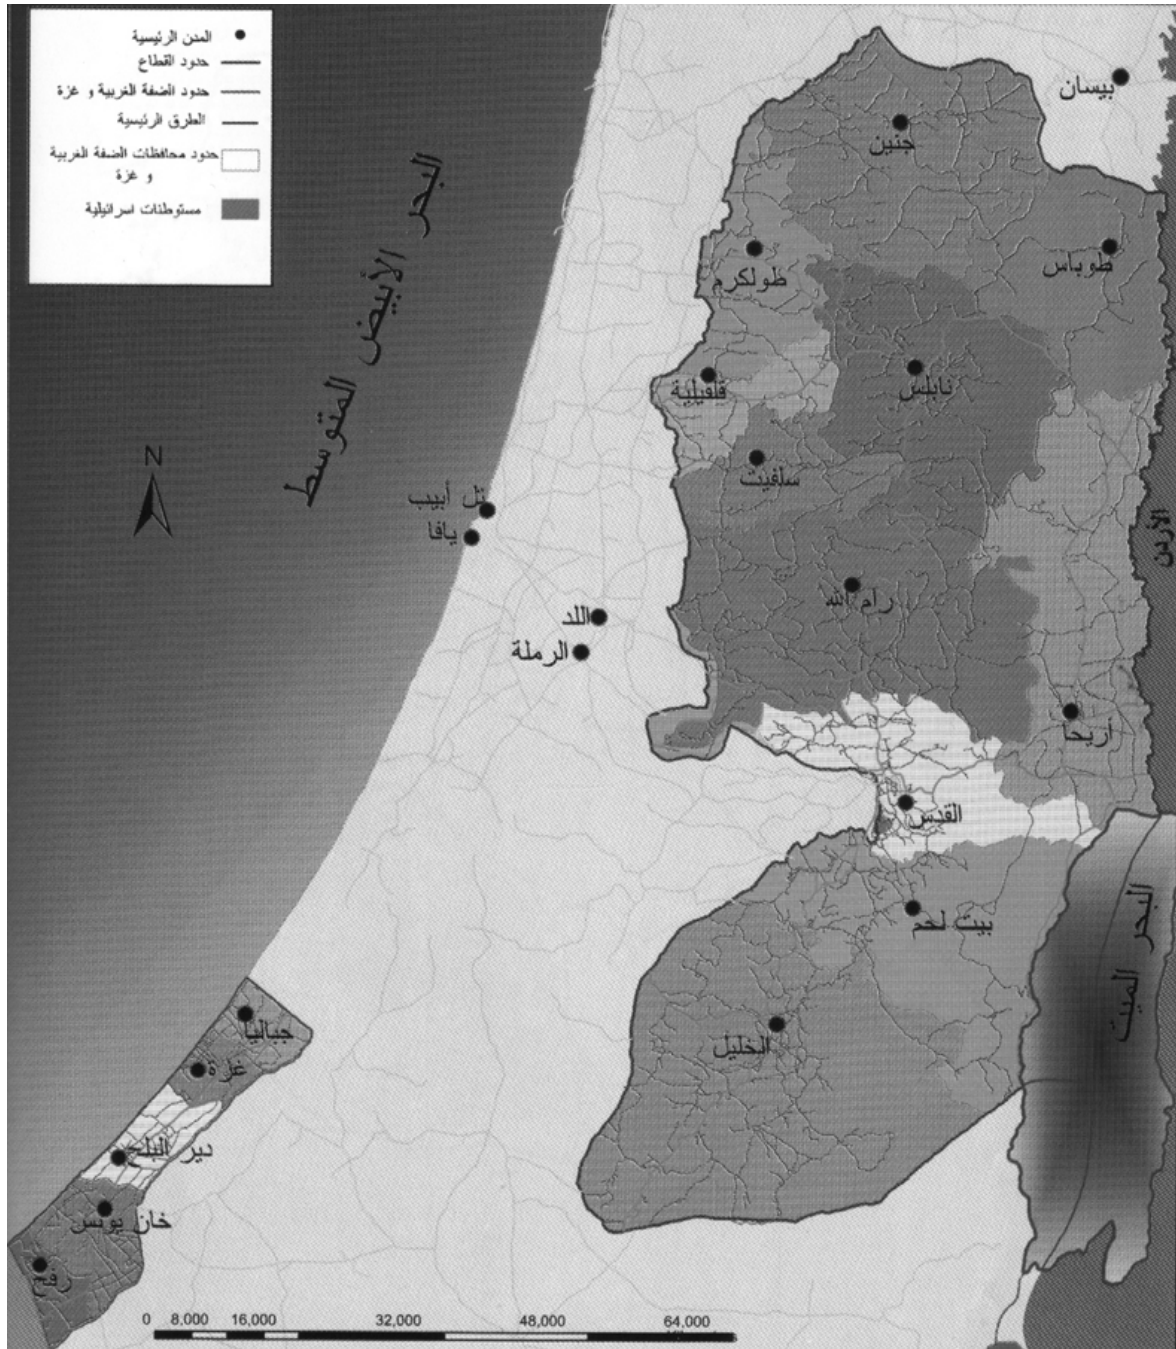 المدن الرئيسية
حدود القطاع
حدود الضفة الغربية و غزة
الطرق الرئيسية
حدود محافظات الضفة الغربية
و غزة
مستوطنات اسرائيلية
البحر الأبيض المتوسط
N
بيسان
جنين
طوباس
طولكرم
نابلس
قلقيلية
سلفيت
تل أبيب
يافا
الأردن
رام الله
اللد
الرملة
أريحا
القدس
بيت لحم
البحر الميت
الخليل
جباليا
غزة
دير البلح
خان يونس
رفح
0 8,000 16,000 32,000 48,000 64,000